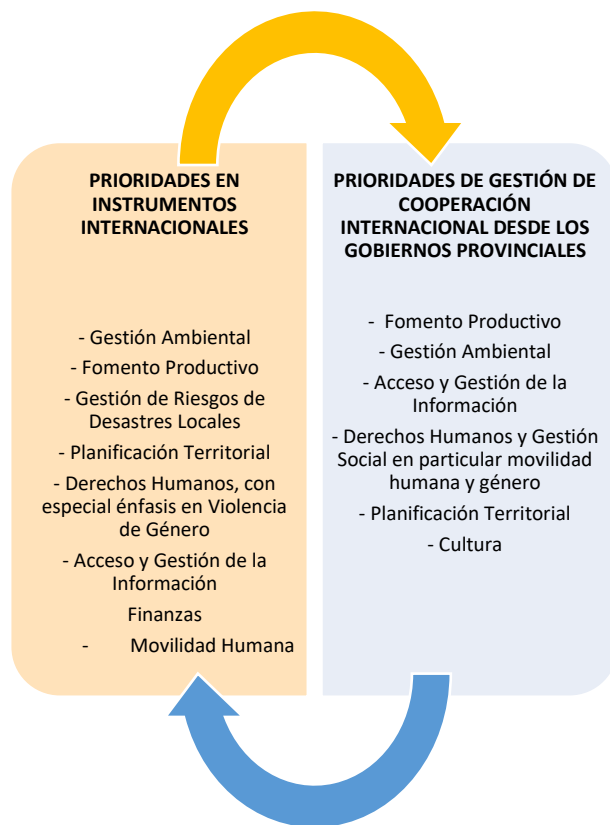 PRIORIDADES EN
INSTRUMENTOS
INTERNACIONALES
- Gestión Ambiental
- Fomento Productivo
- Gestión de Riesgos de
Desastres Locales
- Planificación Territorial
- Derechos Humanos, con
especial énfasis en Violencia
de Género
- Acceso y Gestión de la
Información
Finanzas
- Movilidad Humana
PRIORIDADES DE GESTIÓN DE
COOPERACIÓN
INTERNACIONAL DESDE LOS
GOBIERNOS PROVINCIALES
- Fomento Productivo
- Gestión Ambiental
- Acceso y Gestión de la
Información
- Derechos Humanos y Gestión
Social en particular movilidad
humana y género
- Planificación Territorial
- Cultura